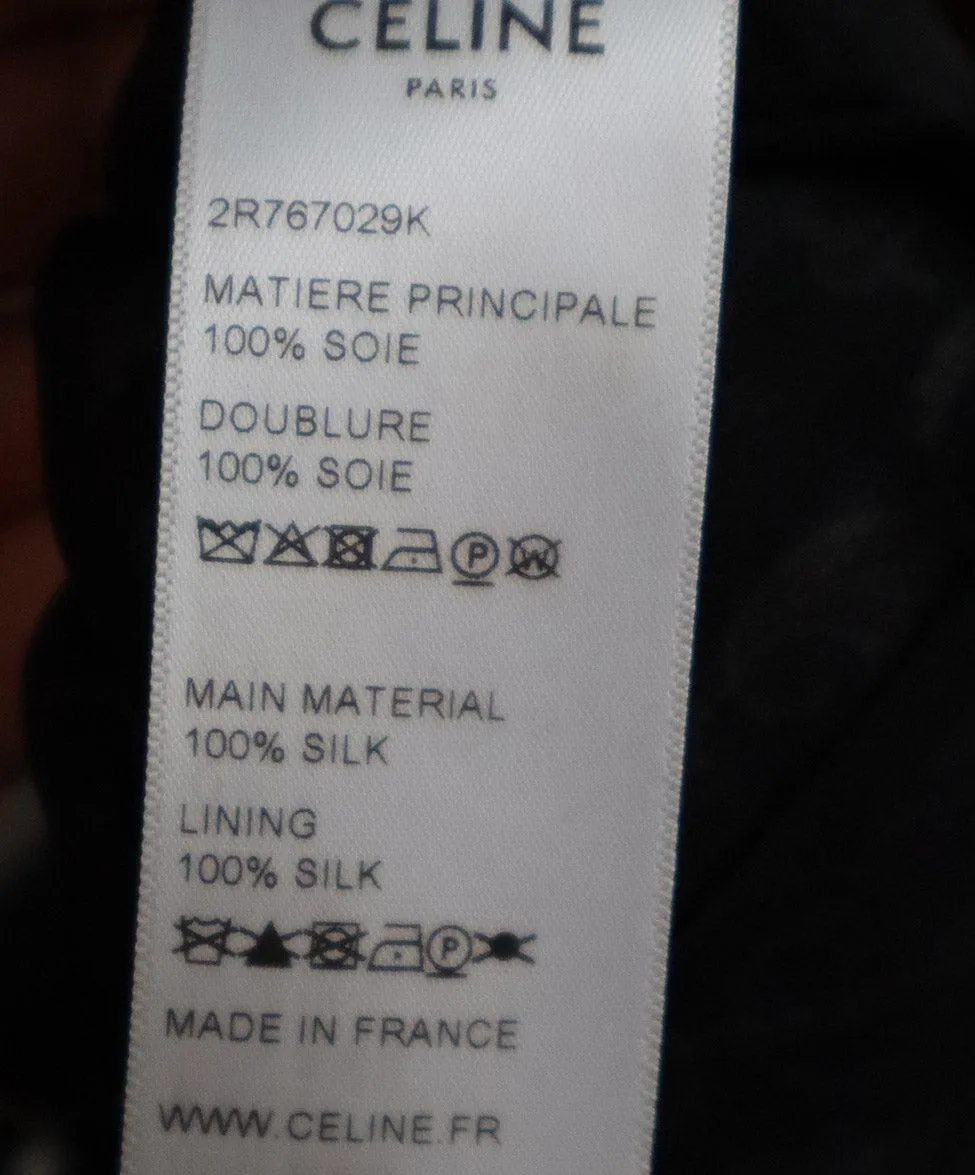 CELINE
PARIS
2R767029K
MATIERE PRINCIPALE
100% SOIE
DOUBLURE
100% SOIE
P W
MAIN MATERIAL
100% SILK
LINING
100% SILK
P
MADE IN FRANCE
WWW.CELINE.FR